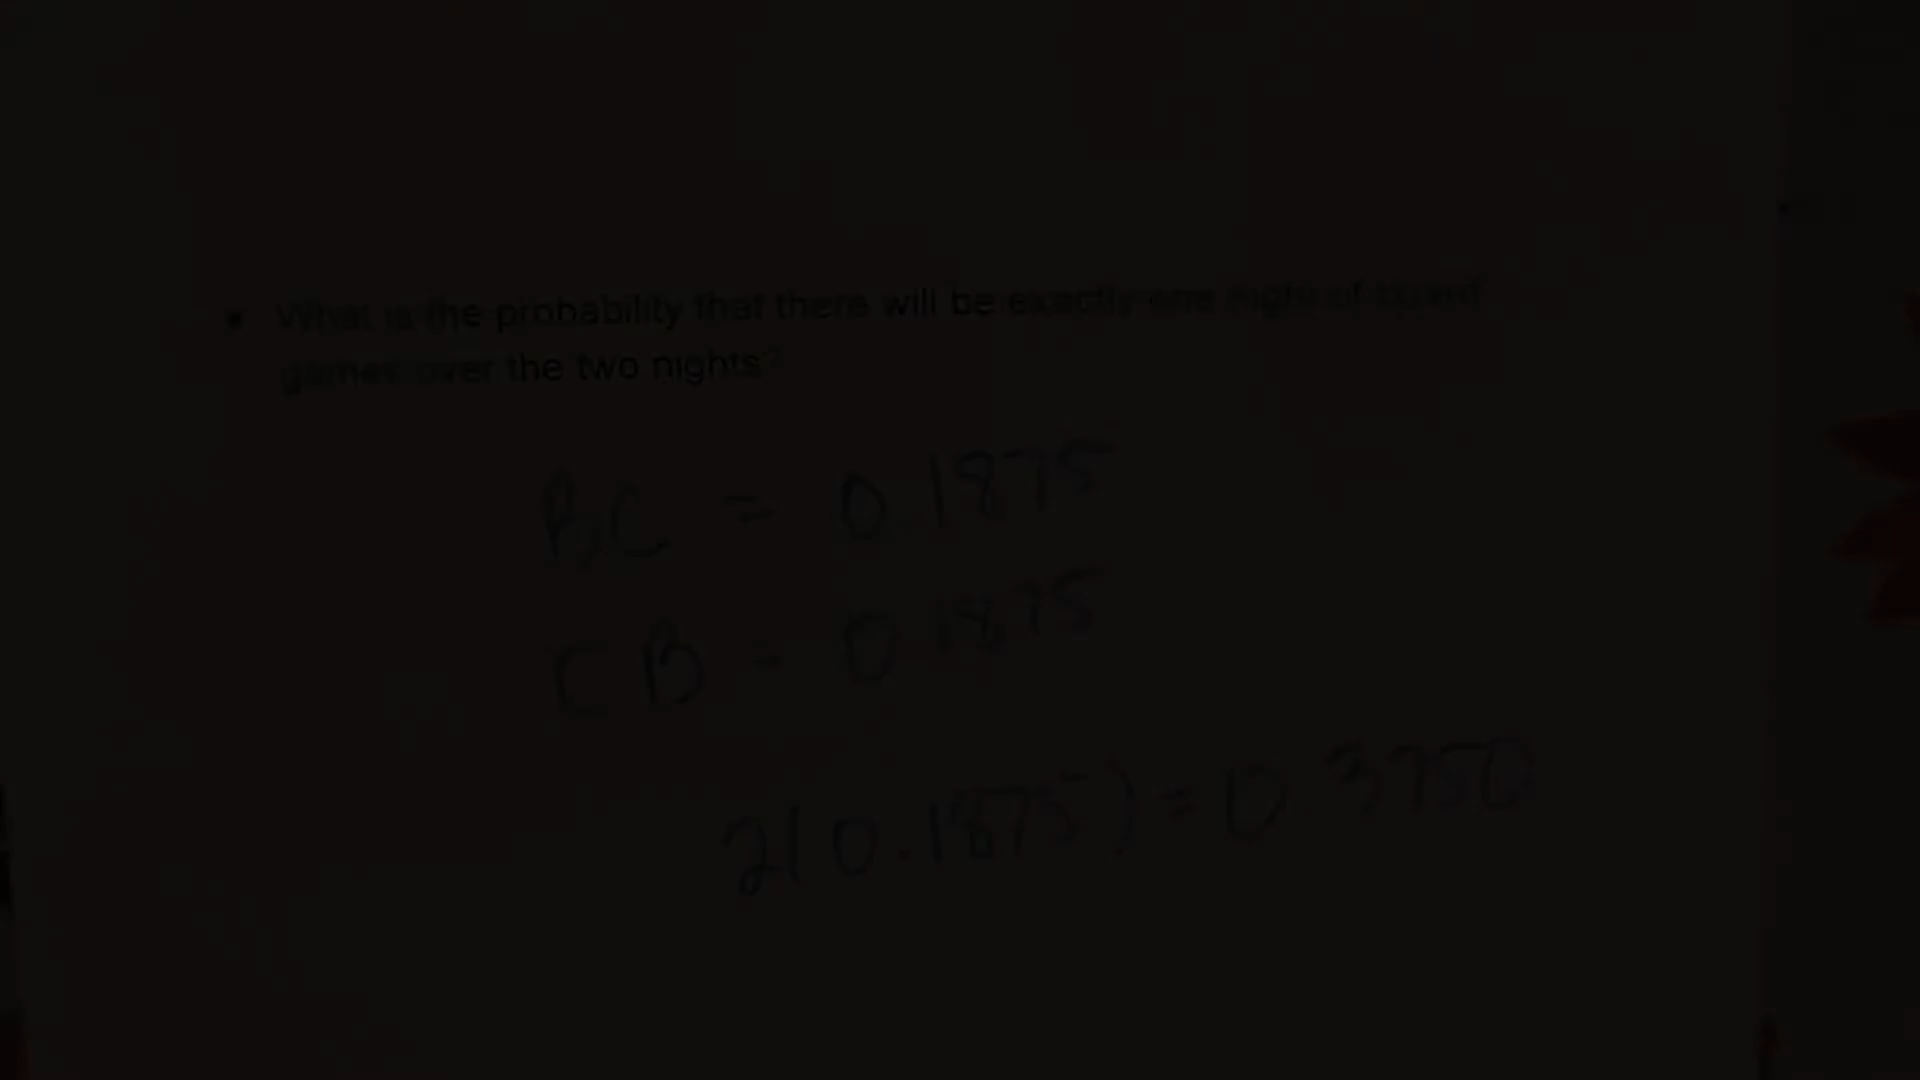 • What is the probability that there will be exactly one night of board
games over the two nights?
BC = 0.1875
CB = 0.1875
2(0.1875) = 0.3750